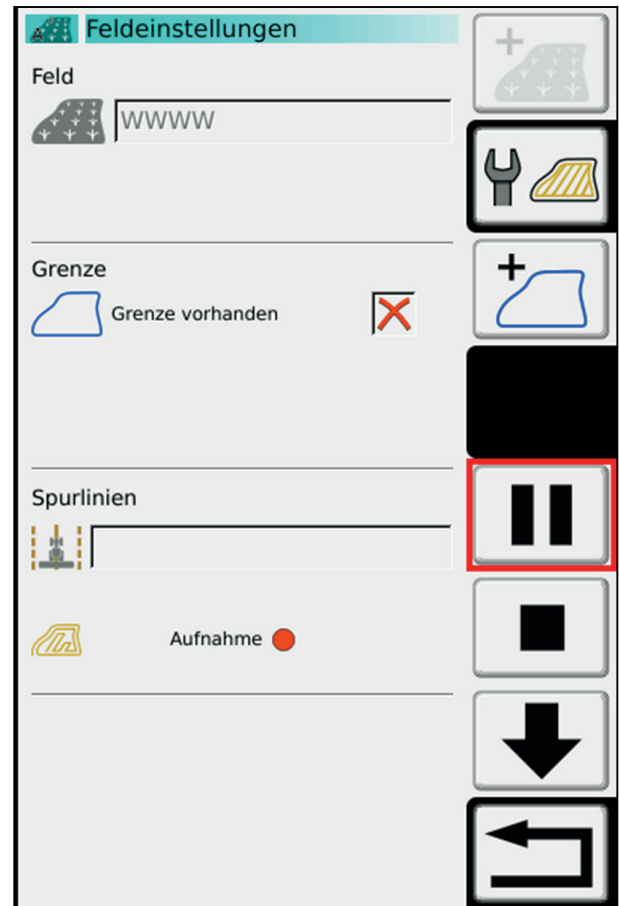 Feldeinstellungen
Feld
WWWW
Grenze
Grenze vorhanden
Spurlinien
Aufnahme